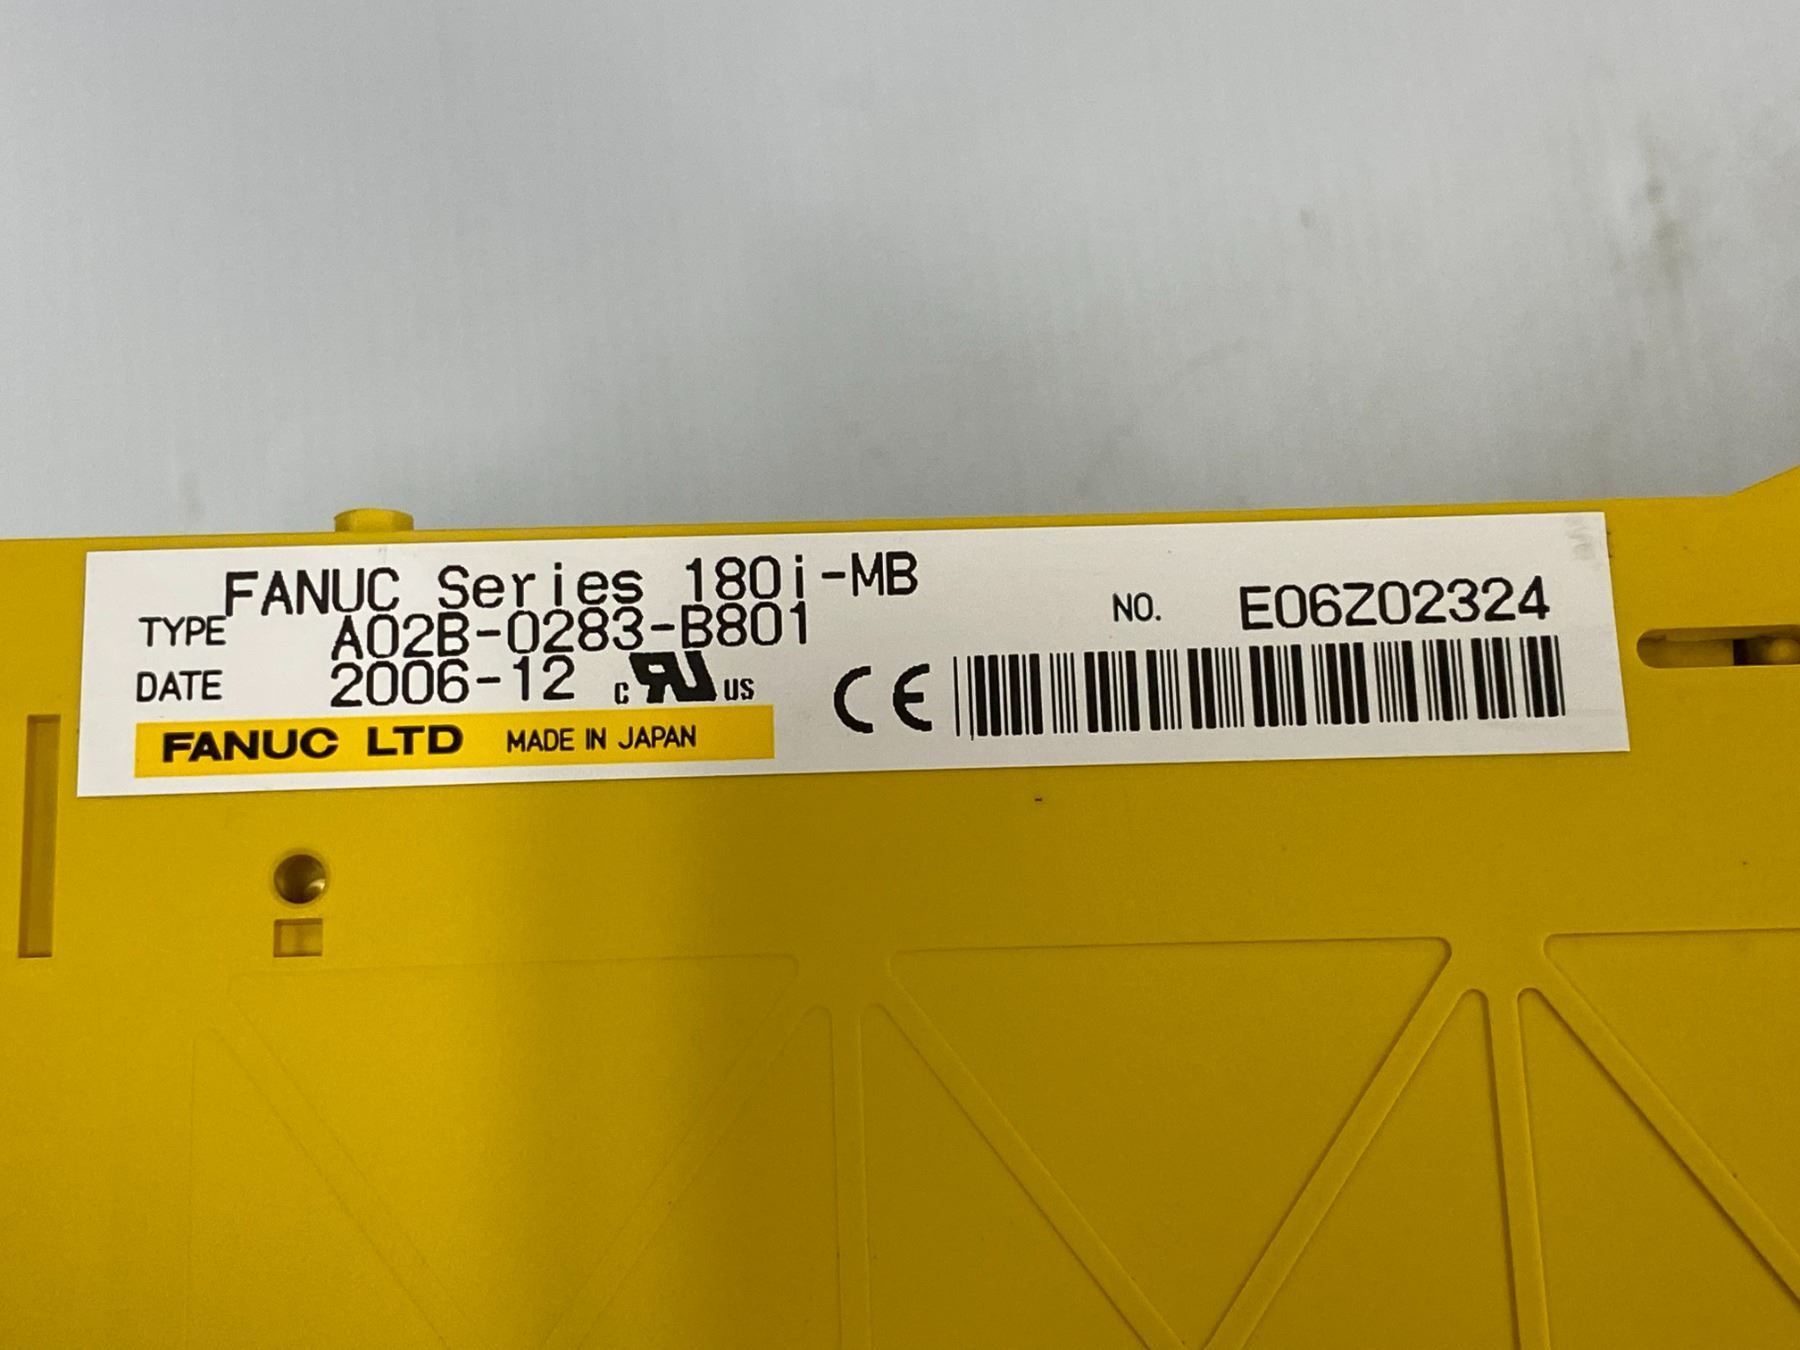 FANUC Series 180i-MB
TYPE A02B-0283-B801
DATE 2006-12 c RU US
FANUC LTD MADE IN JAPAN
CE
NO. E06Z02324